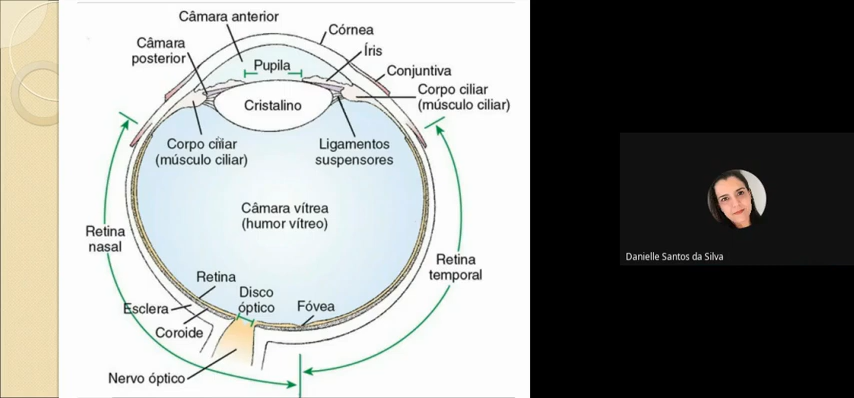 Câmara anterior
Córnea
Câmara
posterior
Íris
Pupila
Conjuntiva
Corpo ciliar
(músculo ciliar)
Cristalino
Corpo ciliar
(músculo ciliar)
Ligamentos
suspensores
Câmara vítrea
(humor vítreo)
Retina
nasal
Retina
temporal
Retina
Disco
óptico
Fóvea
Esclera
Coroide
Nervo óptico
Danielle Santos da Silva